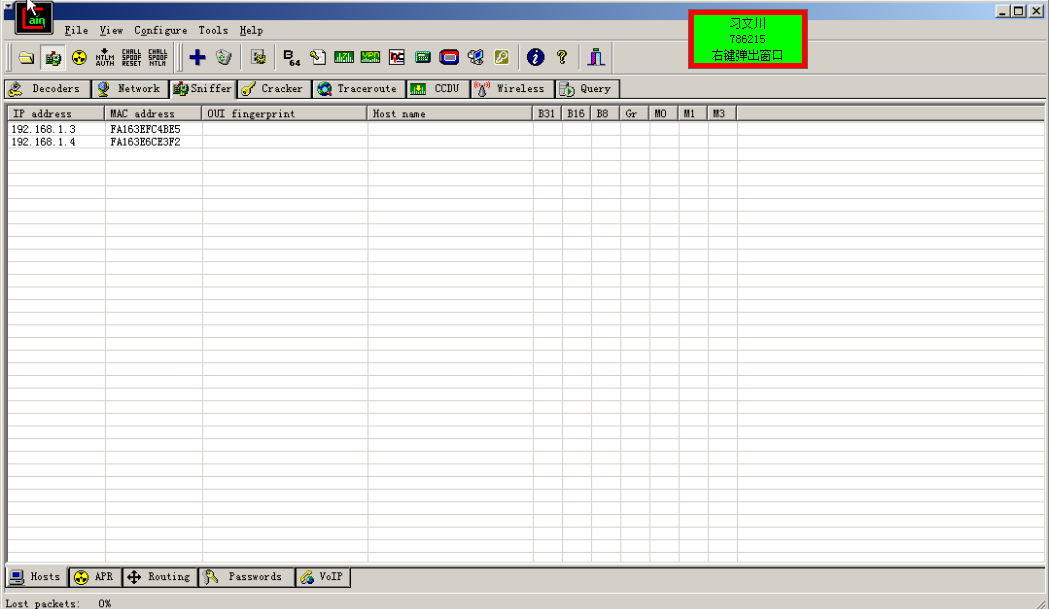 ain
File View Configure Tools Help
习文川
786215
右键弹出窗口
NTLM AUTH
CHALL SPOOF RESET
CHALL SPOOF NTLM
B 64
Decoders Network Sniffer Cracker Traceroute CCDU Wireless Query
IP address MAC address OUI fingerprint Host name B31 B16 B8 Gr M0 M1 M3
192.168.1.3 FA163EFC4BE5
192.168.1.4 FA163E6CE3F2
Hosts APR Routing Passwords VoIP
Lost packets: 0%